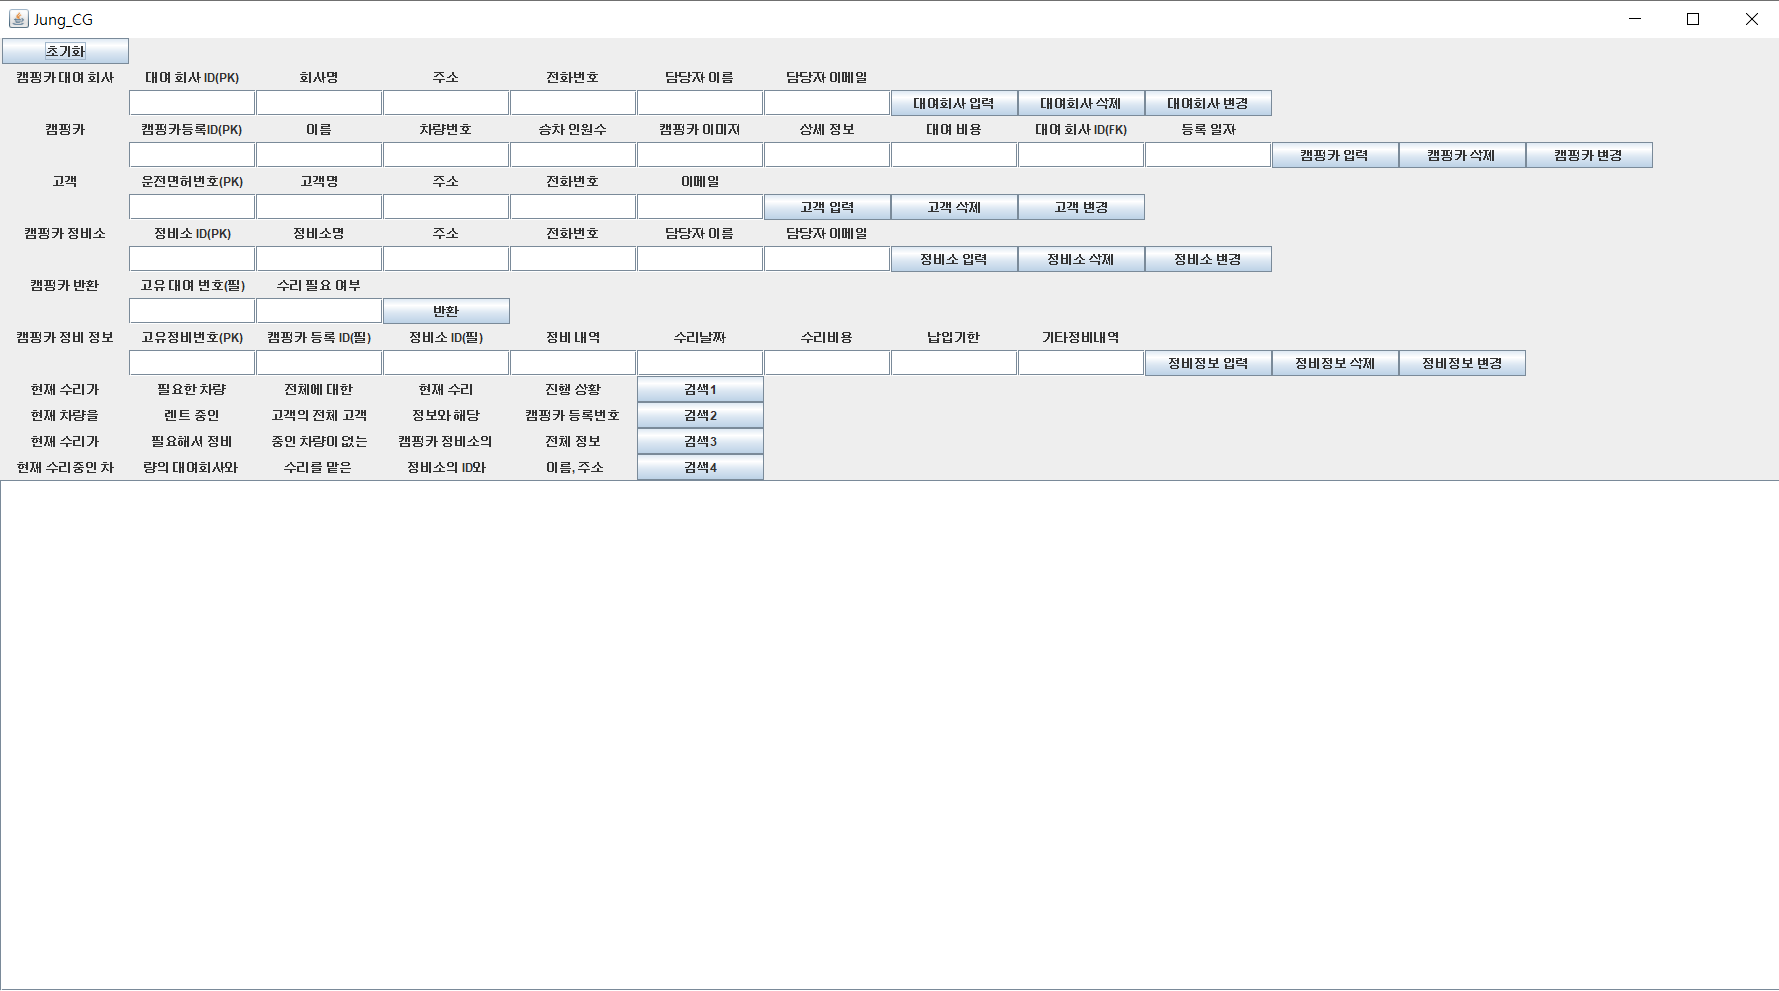 Jung_CG
초기화
캠핑카 대여 회사 대여 회사 ID(PK) 회사명 주소 전화번호 담당자 이름 담당자 이메일
대여회사 입력 대여회사 삭제 대여회사 변경
캠핑카 캠핑카등록ID(PK) 이름 차량번호 승차 인원수 캠핑카 이미지 상세 정보 대여 비용 대여 회사 ID(FK) 등록 일자
캠핑카 입력 캠핑카 삭제 캠핑카 변경
고객 운전면허번호(PK) 고객명 주소 전화번호 이메일
고객 입력 고객 삭제 고객 변경
캠핑카 정비소 정비소 ID(PK) 정비소명 주소 전화번호 담당자 이름 담당자 이메일
정비소 입력 정비소 삭제 정비소 변경
캠핑카 반환 고유 대여 번호(필) 수리 필요 여부
반환
캠핑카 정비 정보 고유정비번호(PK) 캠핑카 등록 ID(필) 정비소 ID(필) 정비 내역 수리날짜 수리비용 납입기한 기타정비내역
정비정보 입력 정비정보 삭제 정비정보 변경
현재 수리가 필요한 차량 전체에 대한 현재 수리 진행 상황 검색1
현재 차량을 렌트 중인 고객의 전체 고객 정보와 해당 캠핑카 등록번호 검색2
현재 수리가 필요해서 정비 중인 차량이 없는 캠핑카 정비소의 전체 정보 검색3
현재 수리중인 차 량의 대여회사와 수리를 맡은 정비소의 ID와 이름, 주소 검색4